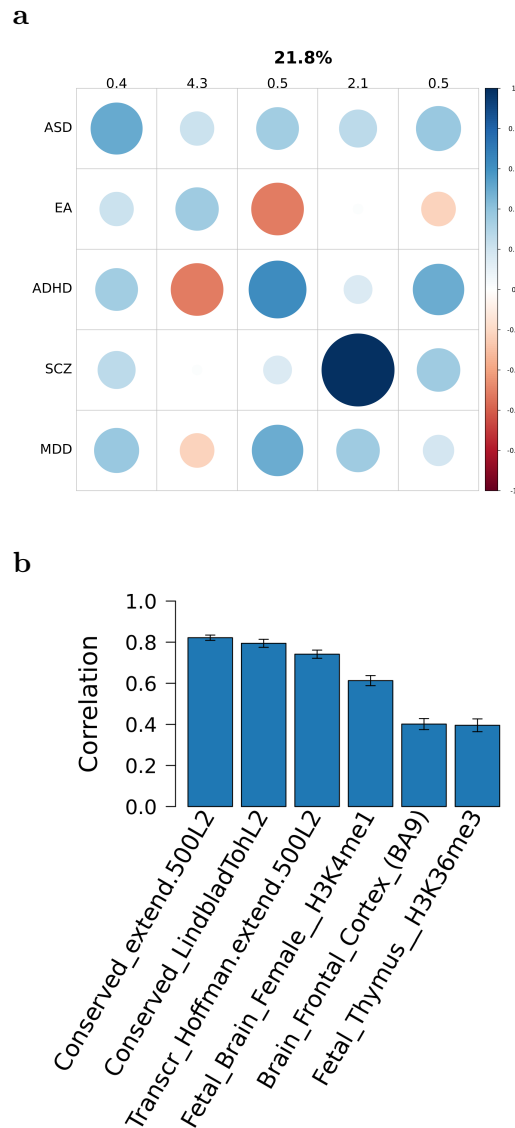 a
21.8%
0.4 4.3 0.5 2.1 0.5
ASD
EA
ADHD
SCZ
MDD
b
Correlation
1.0
0.8
0.6
0.4
0.2
0.0
Conserved_extend.500L2
Conserved_LindbladTohL2
Transcr_Hoffman.extend.500L2
Fetal_Brain_Female__H3K4me1
Brain_Frontal_Cortex_(BA9)
Fetal_Thymus__H3K36me3